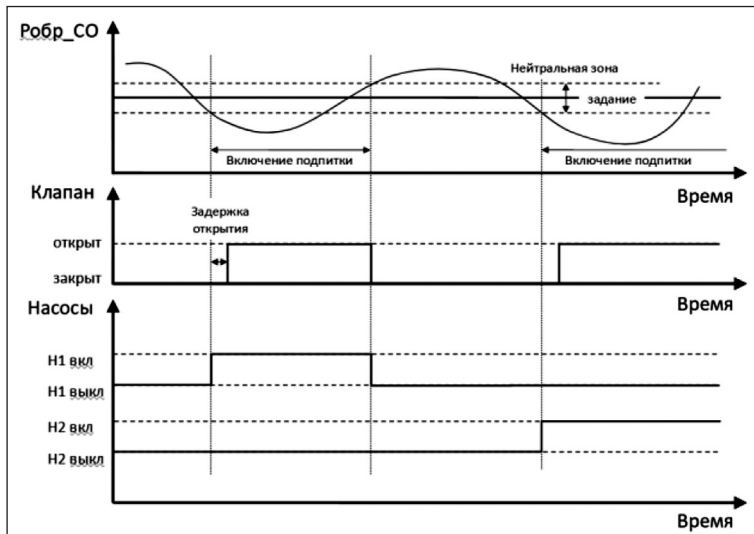 Робр_СО
Нейтральная зона
задание
Включение подпитки
Включение подпитки
Время
Клапан
Задержка
открытия
открыт
закрыт
Время
Насосы
Н1 вкл
Н1 выкл
Н2 вкл
Н2 выкл
Время